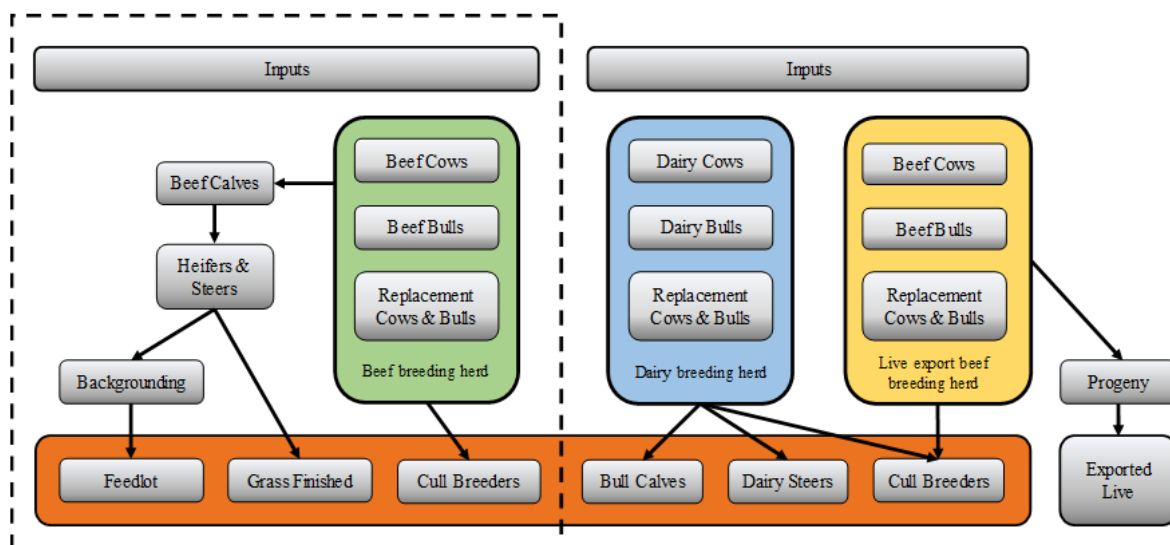 Inputs
Inputs
Beef Calves
Heifers &
Steers
Backgrounding
Beef Cows
Beef Bulls
Replacement
Cows & Bulls
Beef breeding herd
Dairy Cows
Dairy Bulls
Replacement
Cows & Bulls
Dairy breeding herd
Beef Cows
Beef Bulls
Replacement
Cows & Bulls
Live export beef
breeding herd
Progeny
Feedlot
Grass Finished
Cull Breeders
Bull Calves
Dairy Steers
Cull Breeders
Exported
Live